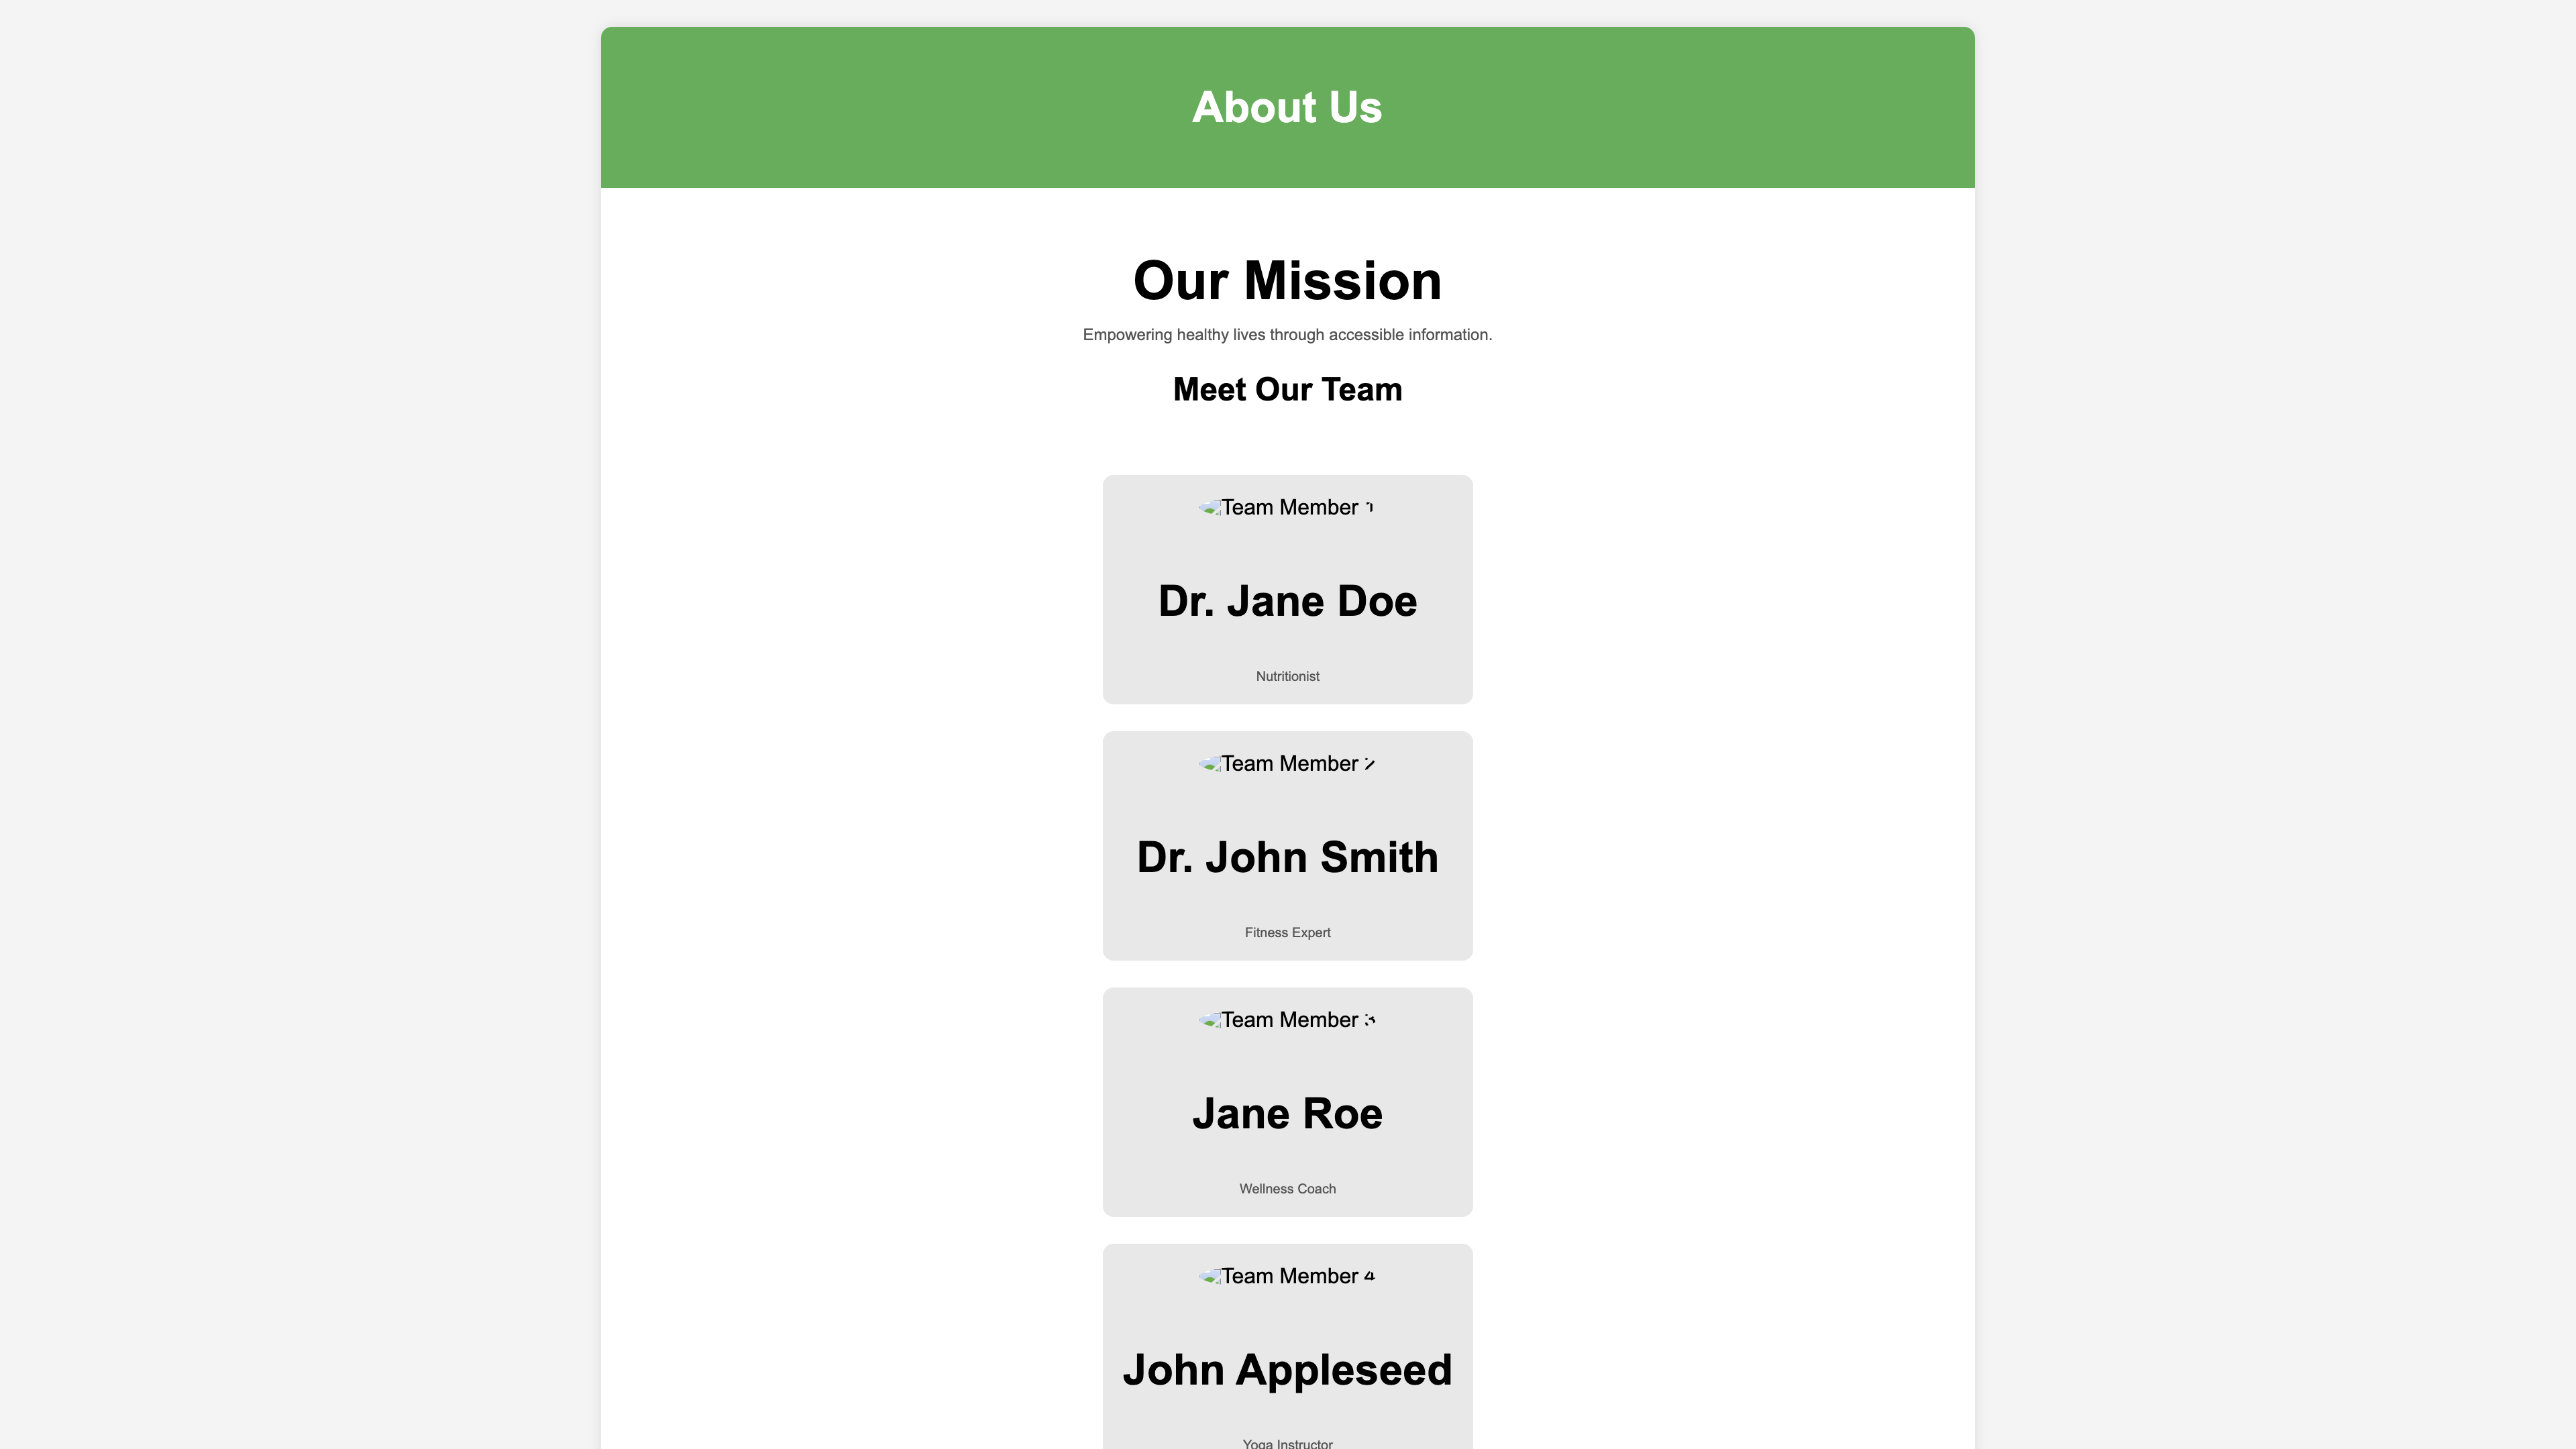 About Us
Our Mission
Empowering healthy lives through accessible information.
Meet Our Team
Team Member 1
Dr. Jane Doe
Nutritionist
Team Member 2
Dr. John Smith
Fitness Expert
Team Member 3
Jane Roe
Wellness Coach
Team Member 4
John Appleseed
Yoga Instructor